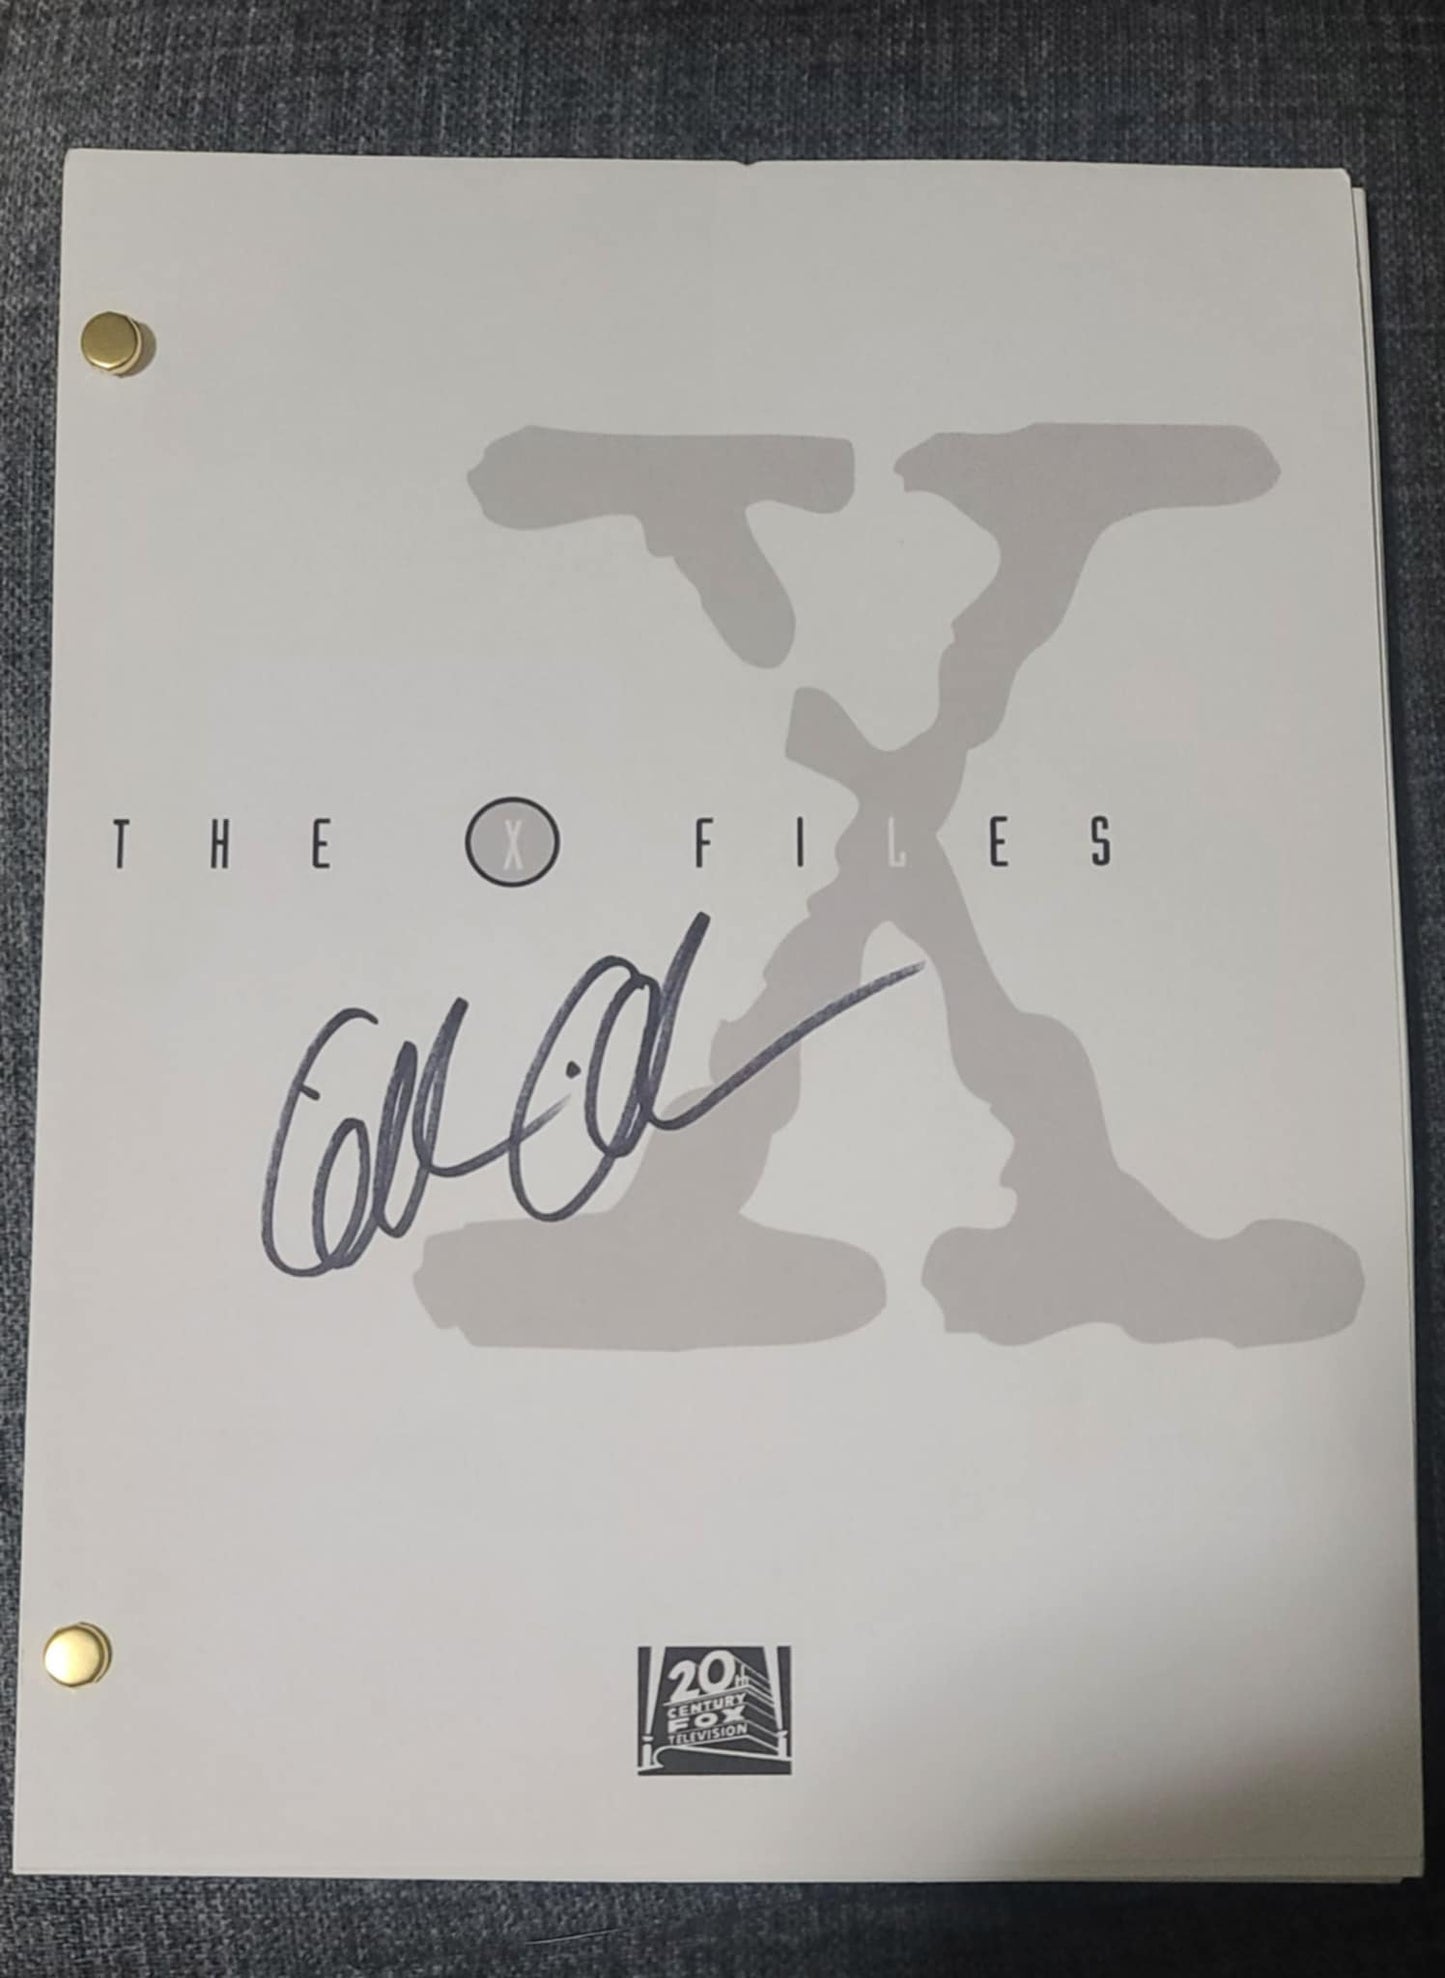 THE X FILES
20th
CENTURY
FOX
TELEVISION